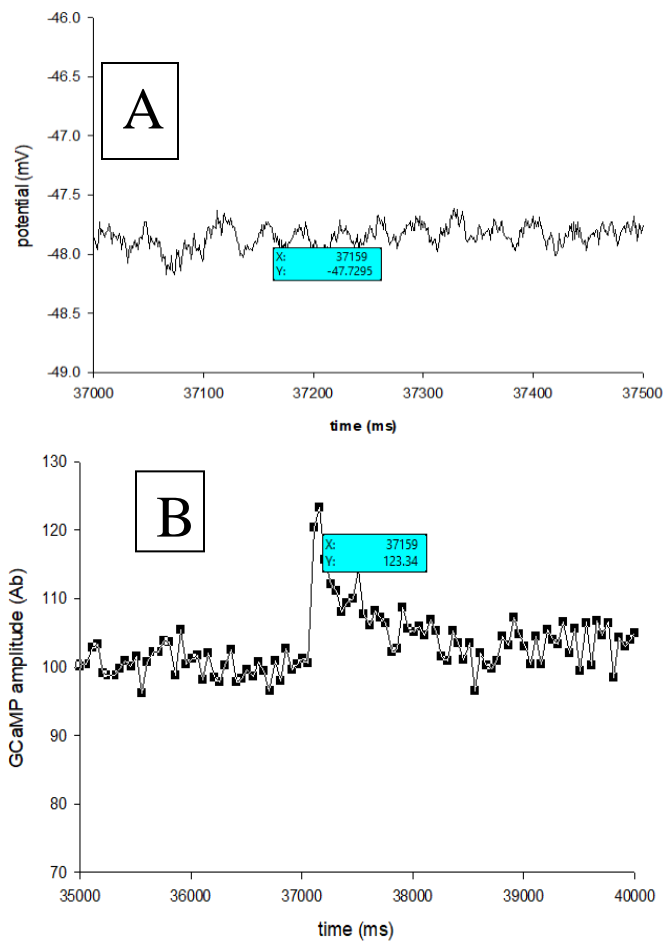 -46.0
-46.5
-47.0
-47.5
-48.0
-48.5
-49.0
potential (mV)
A
X: 37159
Y: -47.7295
37000 37100 37200 37300 37400 37500
time (ms)
130
120
110
100
90
80
70
GCaMP amplitude (Ab)
B
X: 37159
Y: 123.34
35000 36000 37000 38000 39000 40000
time (ms)